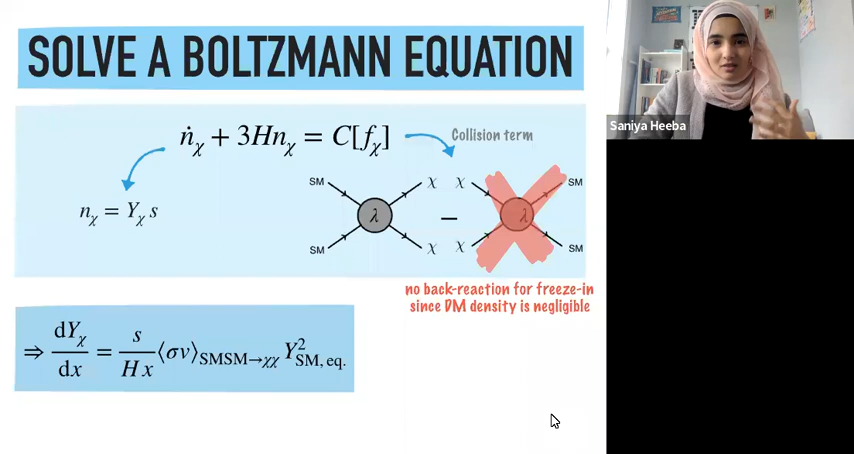 SOLVE A BOLTZMANN EQUATION
ṅ_χ + 3Hn_χ = C[f_χ]
Collision term
n_χ = Y_χ s
SM χ χ SM
λ − λ
SM χ χ SM
no back-reaction for freeze-in
since DM density is negligible
⇒ dY_χ/dx = s/(H x) ⟨σv⟩_SMSM→χχ Y²_SM, eq.
Saniya Heeba